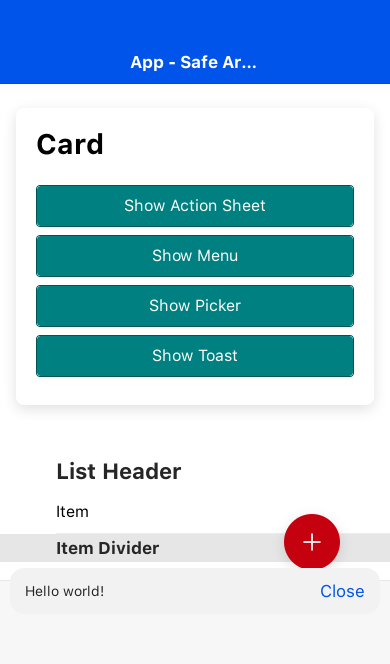 App - Safe Ar...
Card
Show Action Sheet
Show Menu
Show Picker
Show Toast
List Header
Item
Item Divider
Hello world!
Close